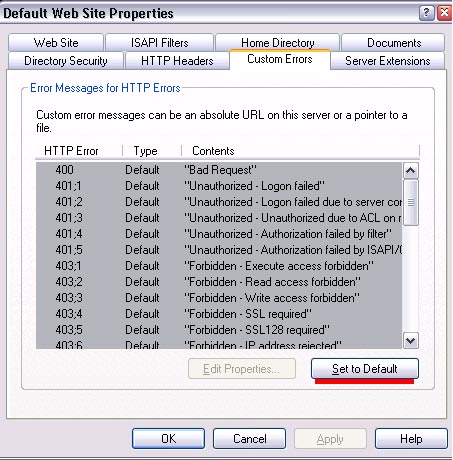 Default Web Site Properties
Web Site ISAPI Filters Home Directory Documents
Directory Security HTTP Headers Custom Errors Server Extensions
Error Messages for HTTP Errors
Custom error messages can be an absolute URL on this server or a pointer to a
file.
HTTP Error Type Contents
400 Default "Bad Request"
401;1 Default "Unauthorized - Logon failed"
401;2 Default "Unauthorized - Logon failed due to server con
401;3 Default "Unauthorized - Unauthorized due to ACL on r
401;4 Default "Unauthorized - Authorization failed by filter"
401;5 Default "Unauthorized - Authorization failed by ISAPI/C
403;1 Default "Forbidden - Execute access forbidden"
403;2 Default "Forbidden - Read access forbidden"
403;3 Default "Forbidden - Write access forbidden"
403;4 Default "Forbidden - SSL required"
403;5 Default "Forbidden - SSL128 required"
403;6 Default "Forbidden - IP address rejected"
Edit Properties... Set to Default
OK Cancel Apply Help